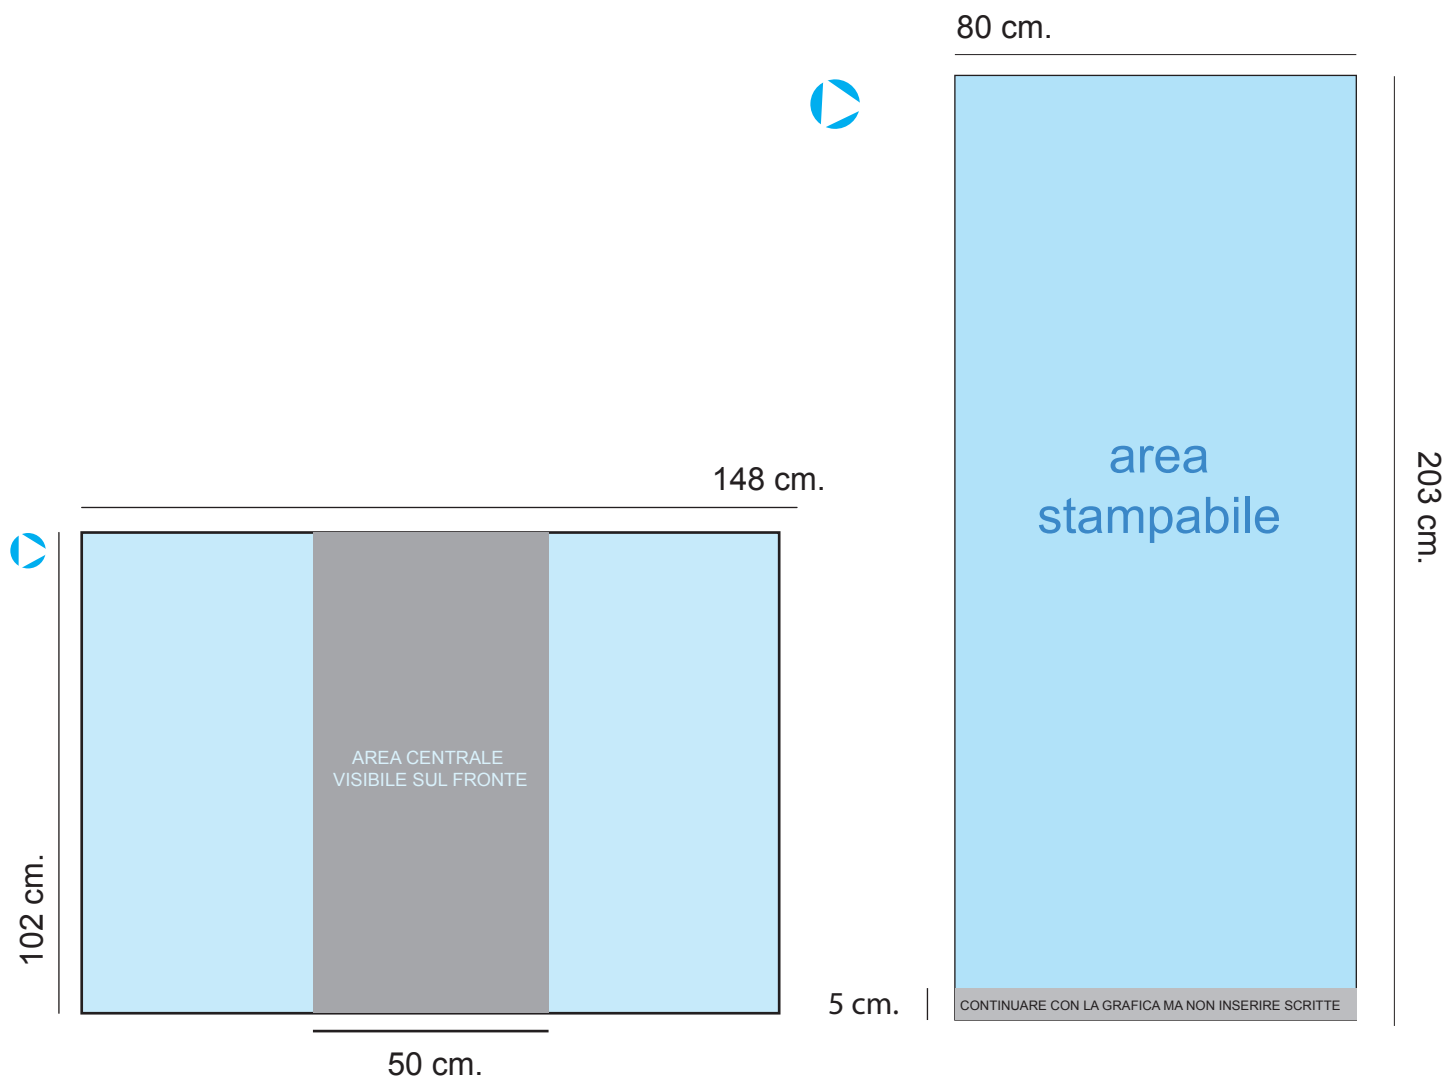 80 cm.
area
stampabile
203 cm.
148 cm.
AREA CENTRALE
VISIBILE SUL FRONTE
102 cm.
50 cm.
5 cm.
CONTINUARE CON LA GRAFICA MA NON INSERIRE SCRITTE